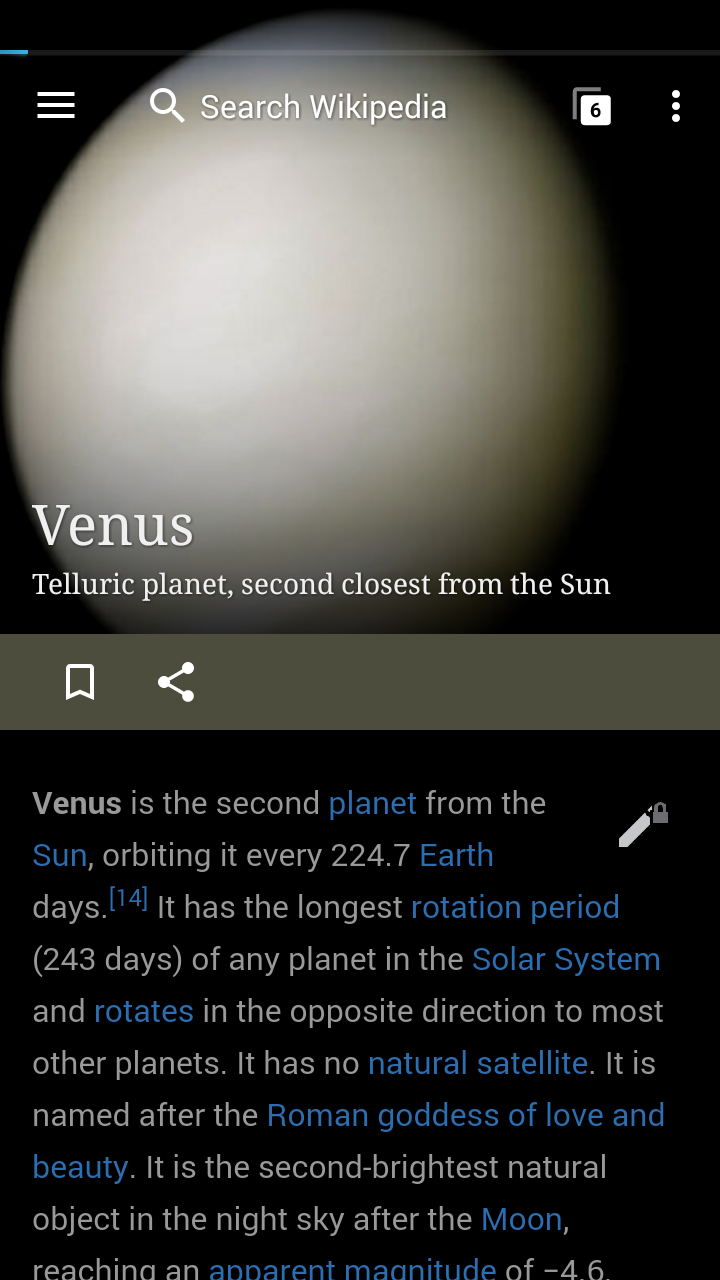 Search Wikipedia
6
Venus
Telluric planet, second closest from the Sun
Venus is the second planet from the
Sun, orbiting it every 224.7 Earth
days.[14] It has the longest rotation period
(243 days) of any planet in the Solar System
and rotates in the opposite direction to most
other planets. It has no natural satellite. It is
named after the Roman goddess of love and
beauty. It is the second-brightest natural
object in the night sky after the Moon,
reaching an apparent magnitude of −4.6,